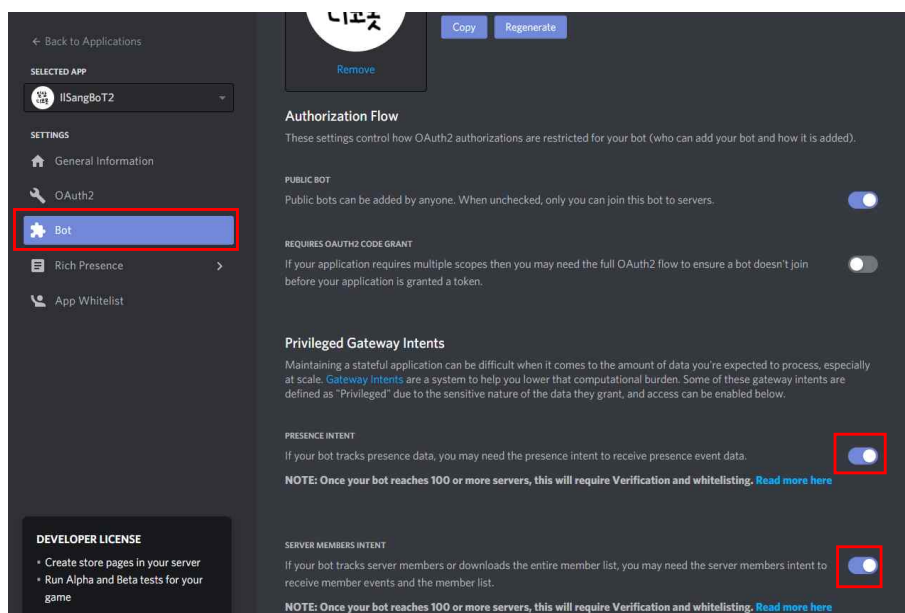 ← Back to Applications
SELECTED APP
IlSangBoT2
SETTINGS
General Information
OAuth2
Bot
Rich Presence
App Whitelist
DEVELOPER LICENSE
• Create store pages in your server
• Run Alpha and Beta tests for your
game
Copy Regenerate
Remove
Authorization Flow
These settings control how OAuth2 authorizations are restricted for your bot (who can add your bot and how it is added).
PUBLIC BOT
Public bots can be added by anyone. When unchecked, only you can join this bot to servers.
REQUIRES OAUTH2 CODE GRANT
If your application requires multiple scopes then you may need the full OAuth2 flow to ensure a bot doesn't join
before your application is granted a token.
Privileged Gateway Intents
Maintaining a stateful application can be difficult when it comes to the amount of data you're expected to process, especially
at scale. Gateway Intents are a system to help you lower that computational burden. Some of these gateway intents are
defined as "Privileged" due to the sensitive nature of the data they grant, and access can be enabled below.
PRESENCE INTENT
If your bot tracks presence data, you may need the presence intent to receive presence event data.
NOTE: Once your bot reaches 100 or more servers, this will require Verification and whitelisting. Read more here
SERVER MEMBERS INTENT
If your bot tracks server members or downloads the entire member list, you may need the server members intent to
receive member events and the member list.
NOTE: Once your bot reaches 100 or more servers, this will require Verification and whitelisting. Read more here